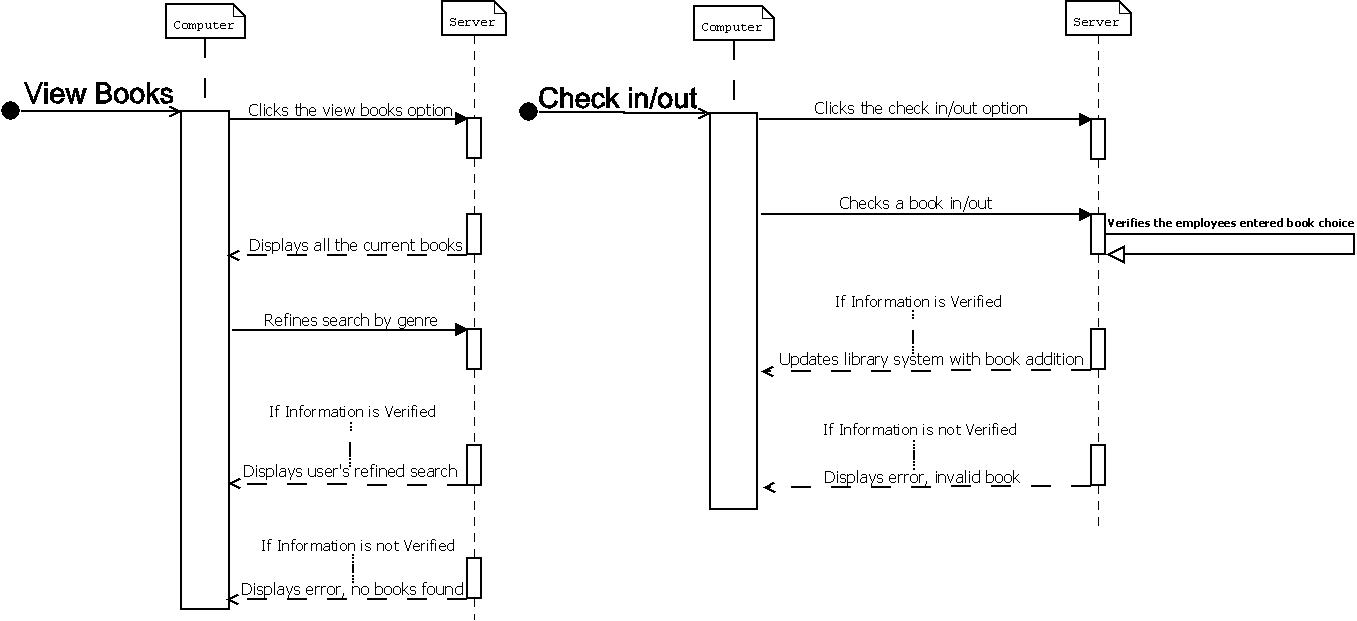 Computer
Server
View Books
Clicks the view books option
Displays all the current books
Refines search by genre
If Information is Verified
Displays user's refined search
If Information is not Verified
Displays error, no books found
Computer
Server
Check in/out
Clicks the check in/out option
Checks a book in/out
Verifies the employees entered book choice
If Information is Verified
Updates library system with book addition
If Information is not Verified
Displays error, invalid book